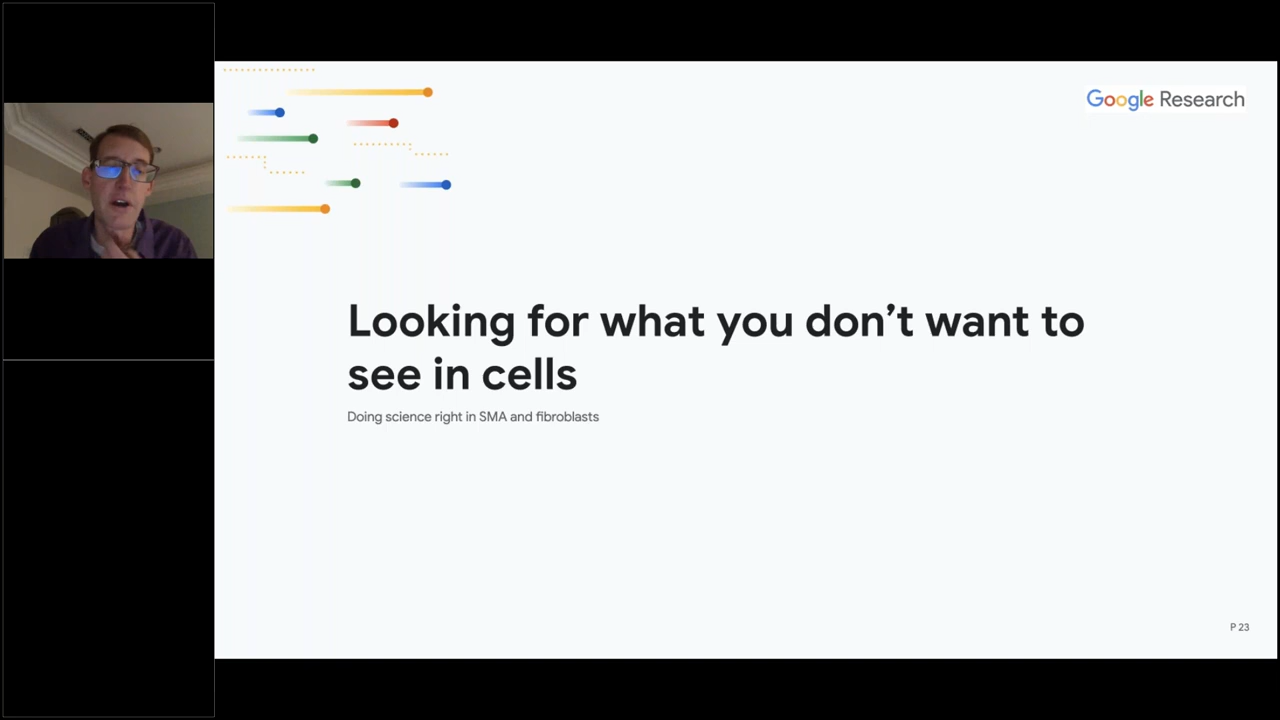 Google Research
Looking for what you don’t want to
see in cells
Doing science right in SMA and fibroblasts
P 23